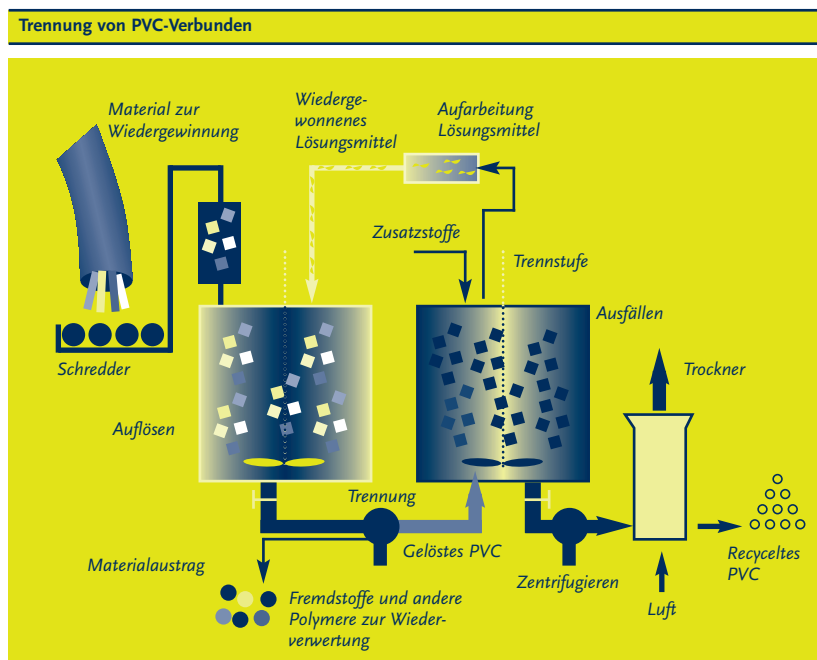 Trennung von PVC-Verbunden
Material zur
Wiedergewinnung
Wiederge-
wonnenes
Lösungsmittel
Aufarbeitung
Lösungsmittel
Zusatzstoffe
Trennstufe
Ausfällen
Schredder
Trockner
Auflösen
Trennung
Gelöstes PVC
Materialaustrag
Zentrifugieren
Recyceltes
PVC
Luft
Fremdstoffe und andere
Polymere zur Wieder-
verwertung